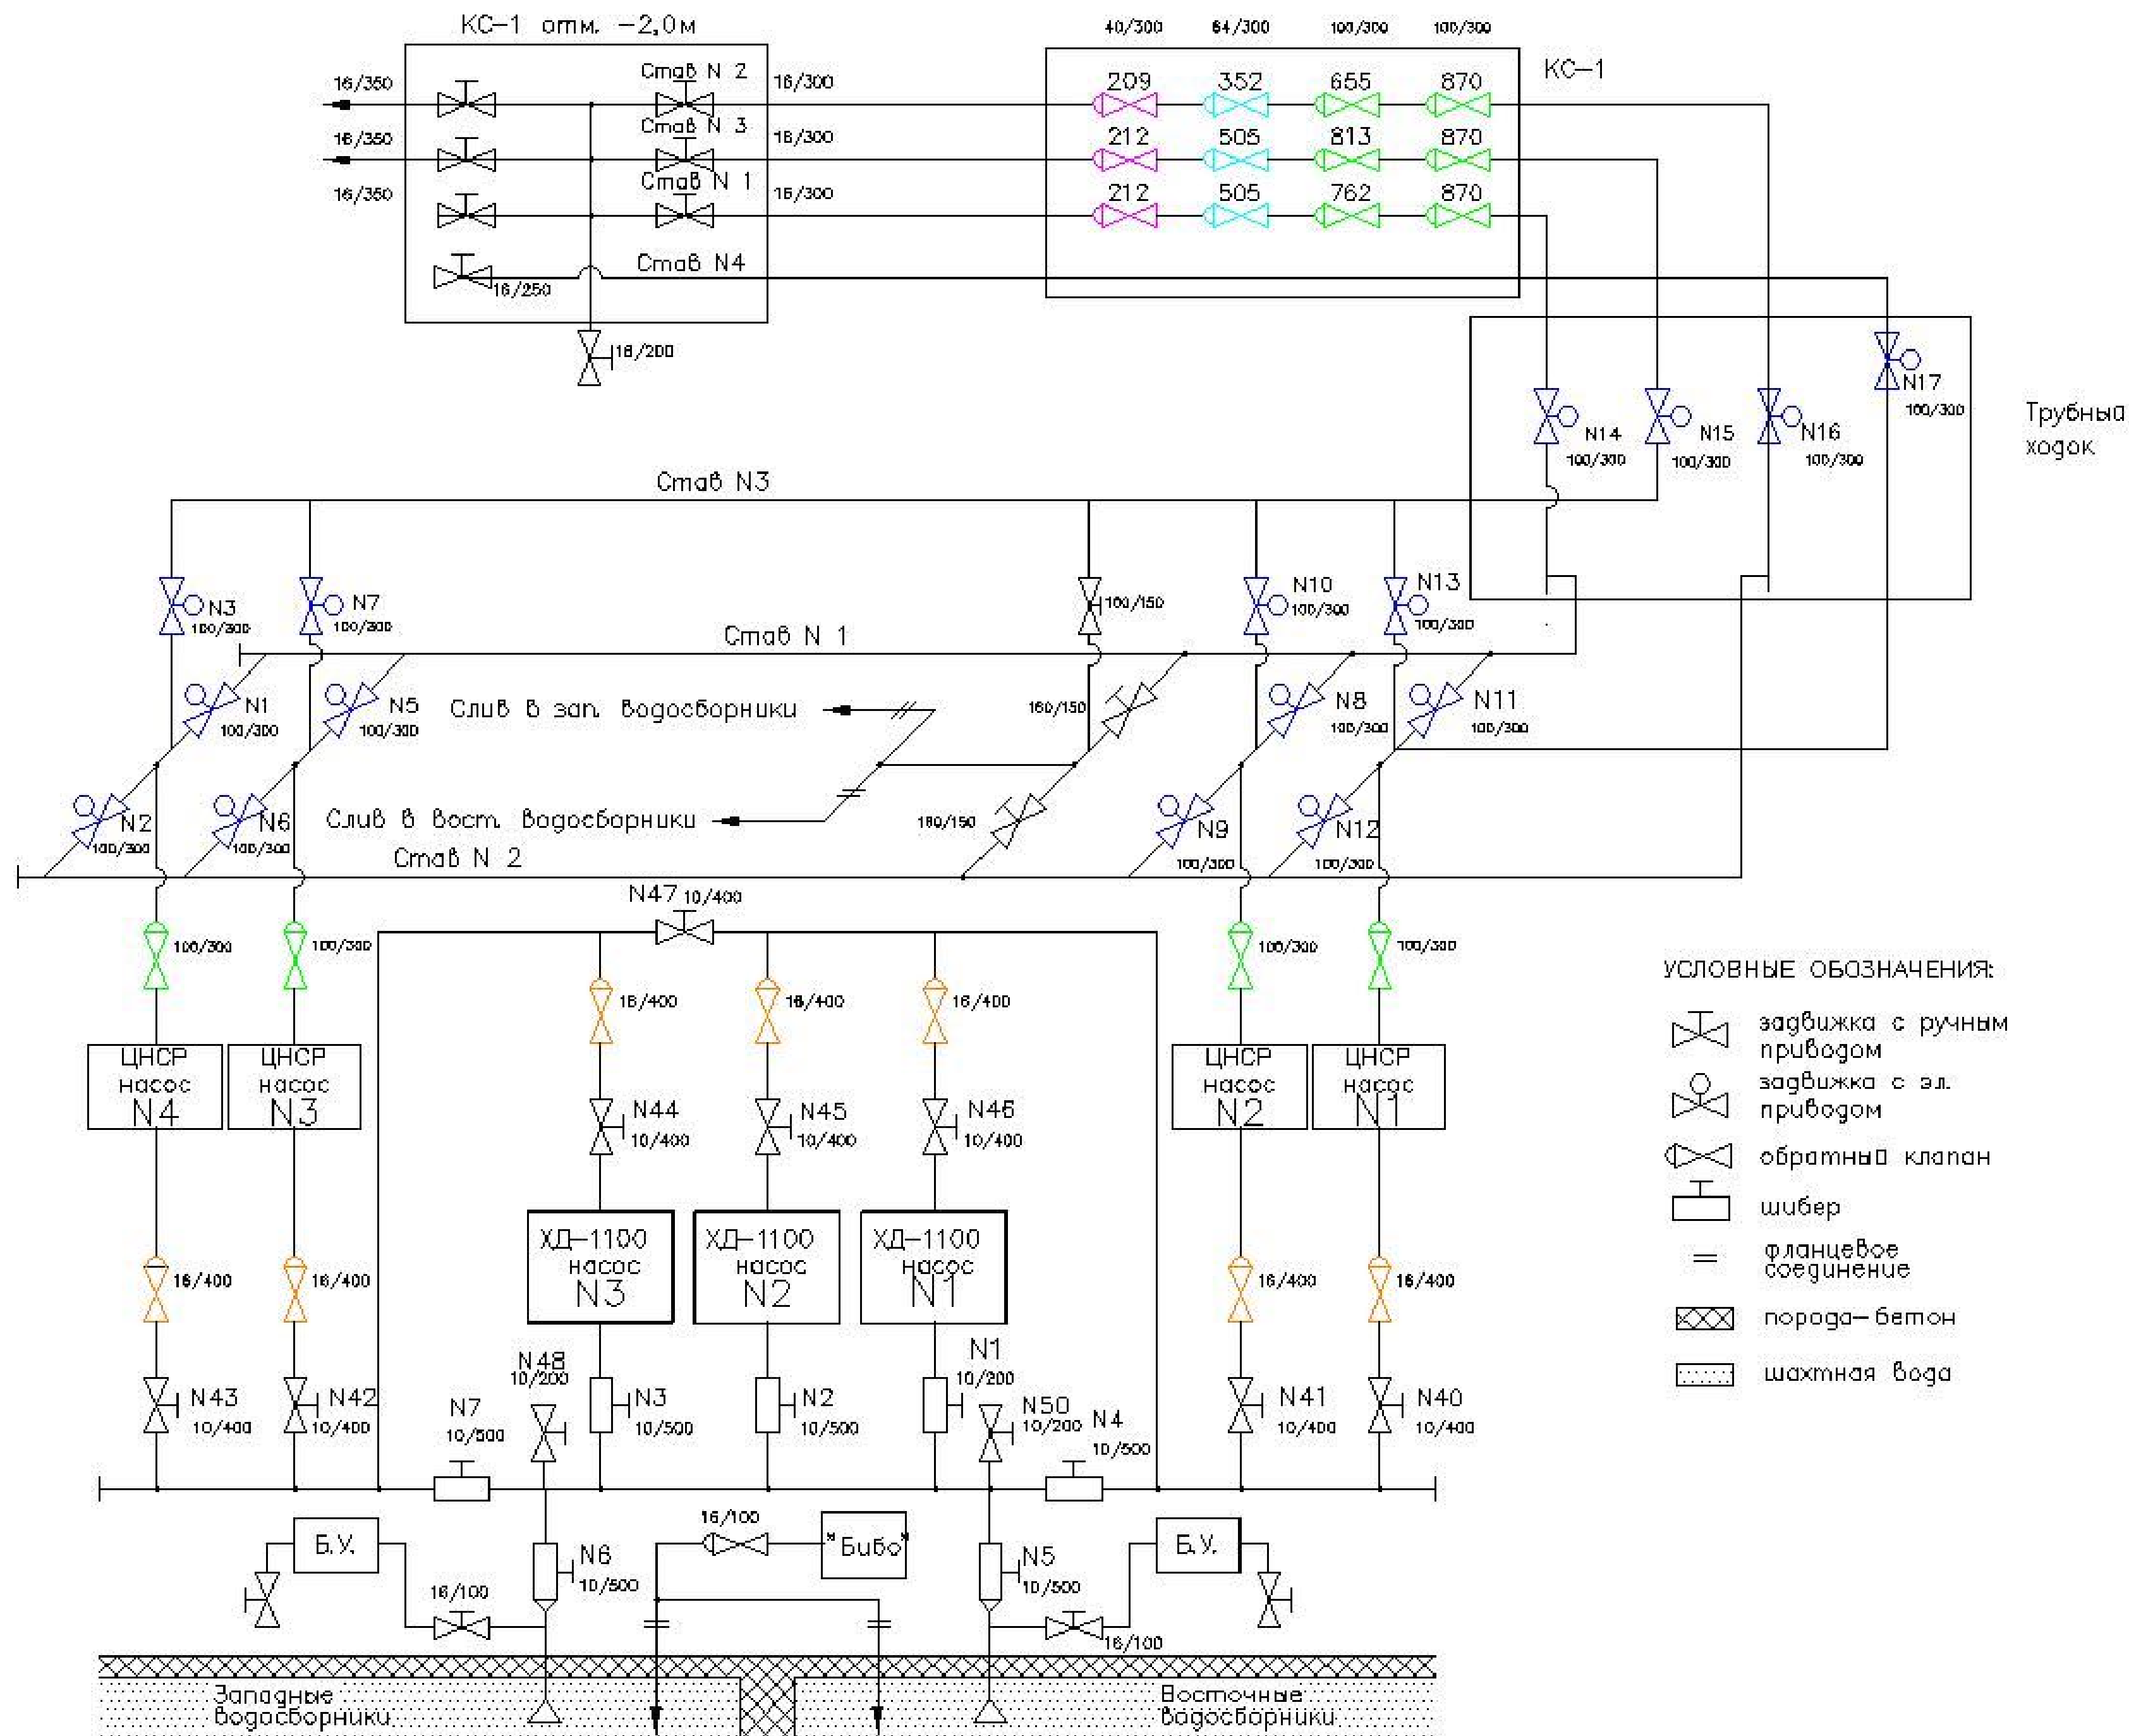 КС-1 отм. -2,0м
40/300 64/300 100/300 100/300
КС-1
16/350 Став N 2 16/300 209 352 655 870
16/350 Став N 3 16/300 212 505 813 870
16/350 Став N 1 16/300 212 505 762 870
Став N4
16/250
16/200
N17
100/300
Трубный
ходок
N14 N15 N16
100/300 100/300 100/300
Став N3
N3 N7 N10 N13
100/300 100/300 160/150 100/300 100/300
Став N 1
N1 N5 Слив в зап. водосборники 160/150 N8 N11
100/300 100/300 100/300 100/300
N2 N6 Слив в вост. водосборники 160/150 N9 N12
100/300 100/300 100/300 100/300
Став N 2
N47 10/400
100/300 100/300 100/300 100/300
16/400 16/400 16/400
УСЛОВНЫЕ ОБОЗНАЧЕНИЯ:
задвижка с ручным
приводом
задвижка с эл.
приводом
обратный клапан
шибер
фланцевое
соединение
порода-бетон
шахтная вода
ЦНСР ЦНСР ЦНСР ЦНСР
насос насос насос насос
N4 N3 N2 N1
N44 N45 N46
10/400 10/400 10/400
ХД-1100 ХД-1100 ХД-1100
насос насос насос
N3 N2 N1
16/400 16/400 16/400 16/400
N48 N1
10/200 10/200
N43 N42 N7 N3 N2 N50 N4 N41 N40
10/400 10/400 10/500 10/500 10/500 10/200 10/500 10/400 10/400
16/100
Б.У. N6 "Бибо" N5 Б.У.
10/500 10/500
16/100 16/100
Западные Восточные
водосборники водосборники